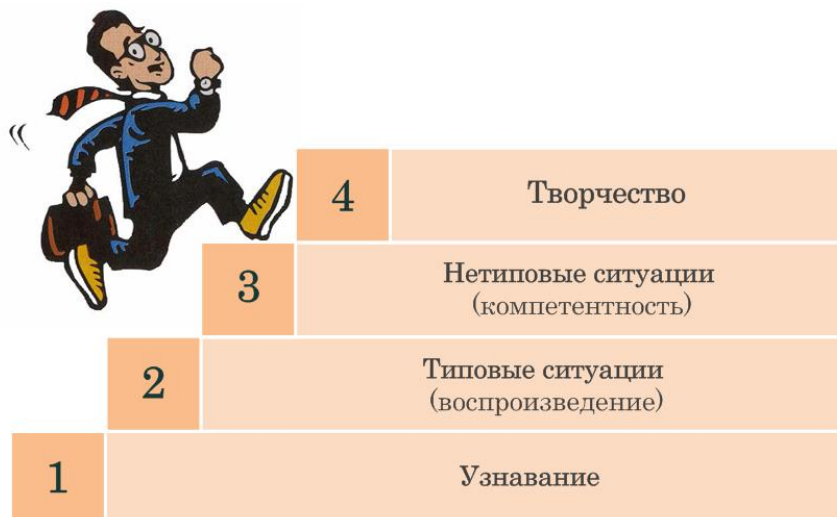 4 Творчество
3 Нетиповые ситуации
(компетентность)
2 Типовые ситуации
(воспроизведение)
1 Узнавание